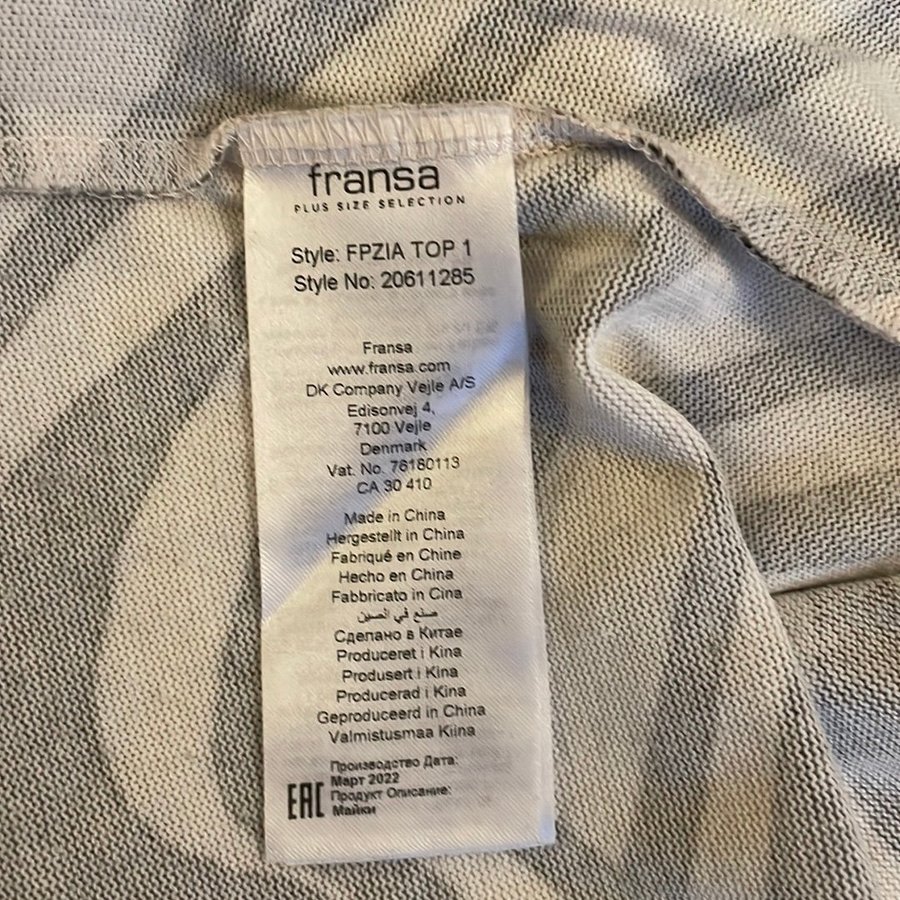 fransa
PLUS SIZE SELECTION
Style: FPZIA TOP 1
Style No: 20611285
Fransa
www.fransa.com
DK Company Vejle A/S
Edisonvej 4,
7100 Vejle
Denmark
Vat. No. 76180113
CA 30 410
Made in China
Hergestellt in China
Fabriqué en Chine
Hecho en China
Fabbricato in Cina
صنع في الصين
Сделано в Китае
Produceret i Kina
Produsert i Kina
Producerad i Kina
Geproduceerd in China
Valmistusmaa Kiina
Производство Дата:
Март 2022
EAC Продукт Описание:
Майки